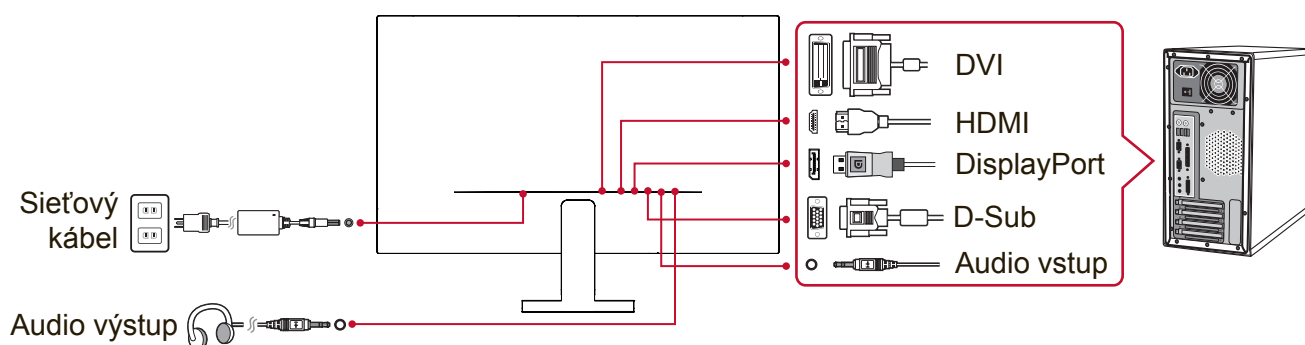 DVI
HDMI
DisplayPort
D-Sub
Audio vstup
Sieťový
kábel
Audio výstup